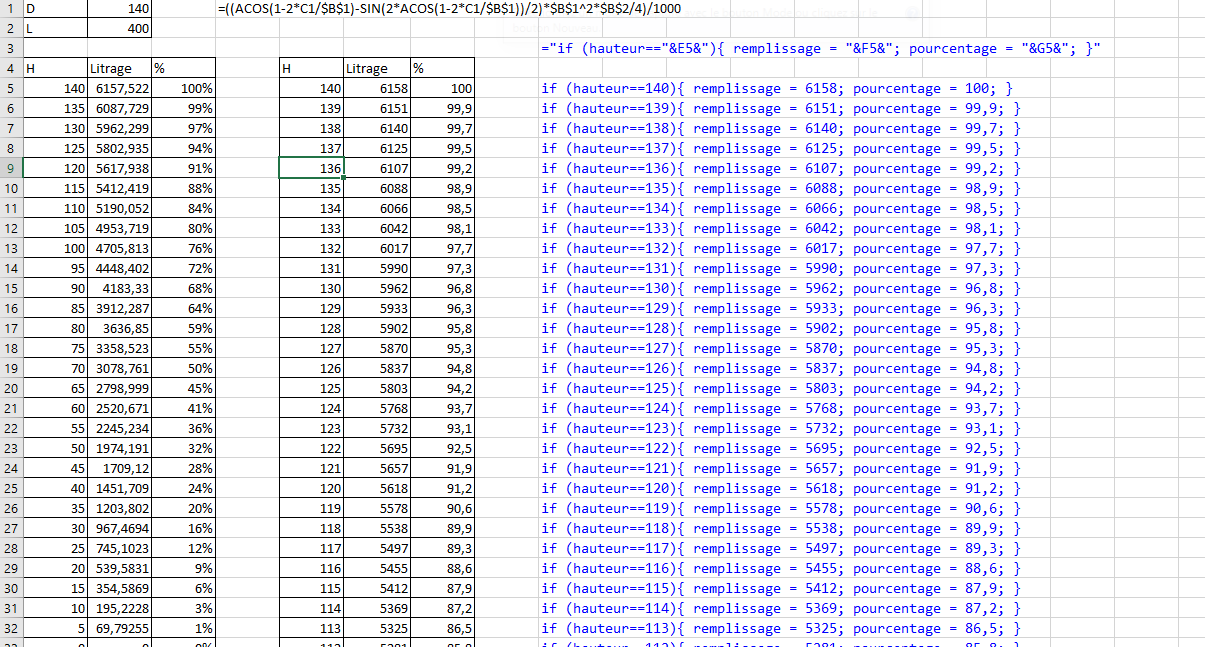 1 D 140 =((ACOS(1-2*C1/$B$1)-SIN(2*ACOS(1-2*C1/$B$1))/2)*$B$1^2*$B$2/4)/1000
2 L 400
3 ="if (hauteur=="&E5&"){ remplissage = "&F5&"; pourcentage = "&G5&"; }"
4 H Litrage % H Litrage %
5 140 6157,522 100% 140 6158 100 if (hauteur==140){ remplissage = 6158; pourcentage = 100; }
6 135 6087,729 99% 139 6151 99,9 if (hauteur==139){ remplissage = 6151; pourcentage = 99,9; }
7 130 5962,299 97% 138 6140 99,7 if (hauteur==138){ remplissage = 6140; pourcentage = 99,7; }
8 125 5802,935 94% 137 6125 99,5 if (hauteur==137){ remplissage = 6125; pourcentage = 99,5; }
9 120 5617,938 91% 136 6107 99,2 if (hauteur==136){ remplissage = 6107; pourcentage = 99,2; }
10 115 5412,419 88% 135 6088 98,9 if (hauteur==135){ remplissage = 6088; pourcentage = 98,9; }
11 110 5190,052 84% 134 6066 98,5 if (hauteur==134){ remplissage = 6066; pourcentage = 98,5; }
12 105 4953,719 80% 133 6042 98,1 if (hauteur==133){ remplissage = 6042; pourcentage = 98,1; }
13 100 4705,813 76% 132 6017 97,7 if (hauteur==132){ remplissage = 6017; pourcentage = 97,7; }
14 95 4448,402 72% 131 5990 97,3 if (hauteur==131){ remplissage = 5990; pourcentage = 97,3; }
15 90 4183,33 68% 130 5962 96,8 if (hauteur==130){ remplissage = 5962; pourcentage = 96,8; }
16 85 3912,287 64% 129 5933 96,3 if (hauteur==129){ remplissage = 5933; pourcentage = 96,3; }
17 80 3636,85 59% 128 5902 95,8 if (hauteur==128){ remplissage = 5902; pourcentage = 95,8; }
18 75 3358,523 55% 127 5870 95,3 if (hauteur==127){ remplissage = 5870; pourcentage = 95,3; }
19 70 3078,761 50% 126 5837 94,8 if (hauteur==126){ remplissage = 5837; pourcentage = 94,8; }
20 65 2798,999 45% 125 5803 94,2 if (hauteur==125){ remplissage = 5803; pourcentage = 94,2; }
21 60 2520,671 41% 124 5768 93,7 if (hauteur==124){ remplissage = 5768; pourcentage = 93,7; }
22 55 2245,234 36% 123 5732 93,1 if (hauteur==123){ remplissage = 5732; pourcentage = 93,1; }
23 50 1974,191 32% 122 5695 92,5 if (hauteur==122){ remplissage = 5695; pourcentage = 92,5; }
24 45 1709,12 28% 121 5657 91,9 if (hauteur==121){ remplissage = 5657; pourcentage = 91,9; }
25 40 1451,709 24% 120 5618 91,2 if (hauteur==120){ remplissage = 5618; pourcentage = 91,2; }
26 35 1203,802 20% 119 5578 90,6 if (hauteur==119){ remplissage = 5578; pourcentage = 90,6; }
27 30 967,4694 16% 118 5538 89,9 if (hauteur==118){ remplissage = 5538; pourcentage = 89,9; }
28 25 745,1023 12% 117 5497 89,3 if (hauteur==117){ remplissage = 5497; pourcentage = 89,3; }
29 20 539,5831 9% 116 5455 88,6 if (hauteur==116){ remplissage = 5455; pourcentage = 88,6; }
30 15 354,5869 6% 115 5412 87,9 if (hauteur==115){ remplissage = 5412; pourcentage = 87,9; }
31 10 195,2228 3% 114 5369 87,2 if (hauteur==114){ remplissage = 5369; pourcentage = 87,2; }
32 5 69,79255 1% 113 5325 86,5 if (hauteur==113){ remplissage = 5325; pourcentage = 86,5; }